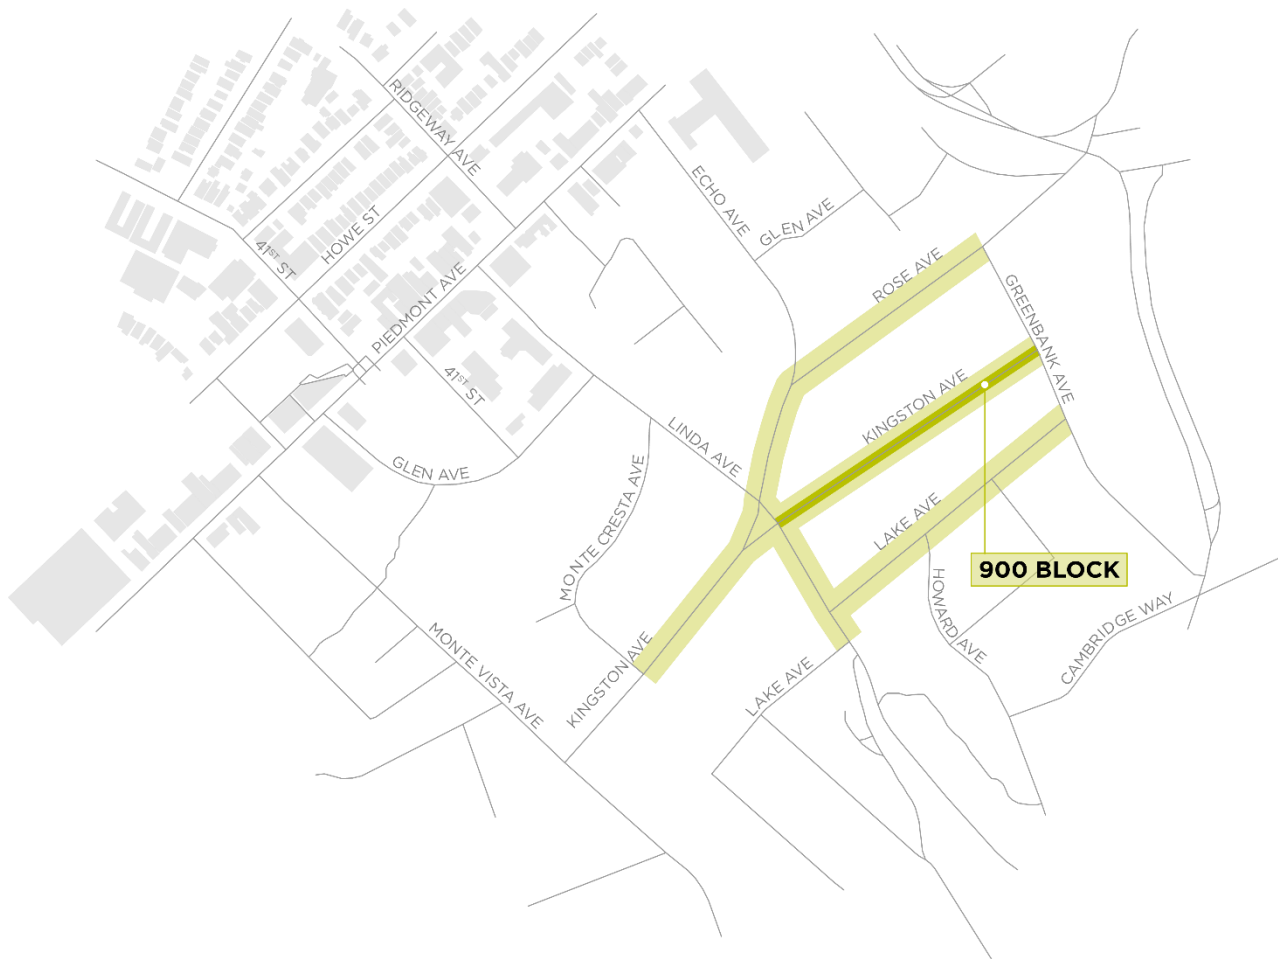 RIDGEWAY AVE
ECHO AVE
GLEN AVE
HOWE ST
41ST ST
ROSE AVE
PIEDMONT AVE
GREENBANK AVE
41ST ST
KINGSTON AVE
LINDA AVE
GLEN AVE
MONTE CRESTA AVE
LAKE AVE
900 BLOCK
HOWARD AVE
CAMBRIDGE WAY
MONTE VISTA AVE
KINGSTON AVE
LAKE AVE